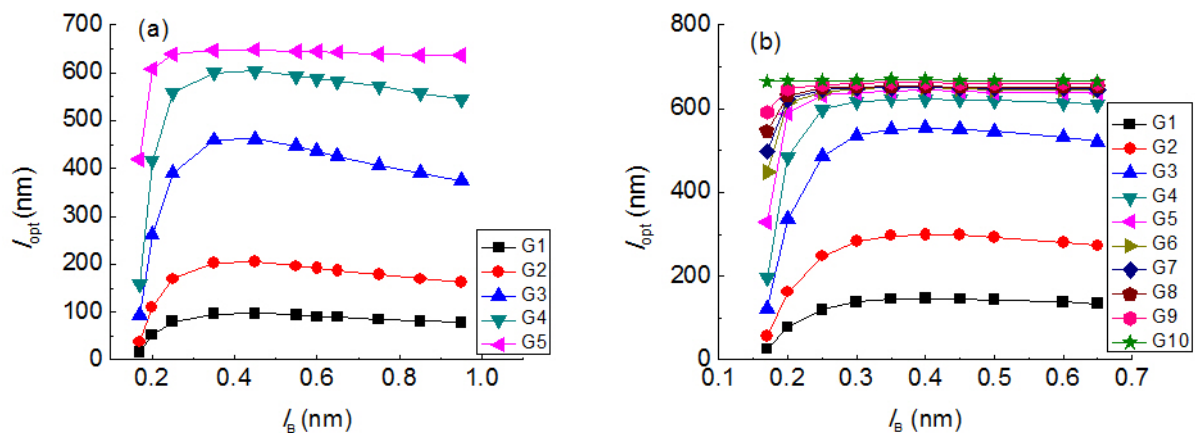 (a)
700
600
500
400
300
200
100
0
l_opt (nm)
0.2 0.4 0.6 0.8 1.0
l_B (nm)
G1
G2
G3
G4
G5
(b)
800
600
400
200
0
l_opt (nm)
0.1 0.2 0.3 0.4 0.5 0.6 0.7
l_B (nm)
G1
G2
G3
G4
G5
G6
G7
G8
G9
G10